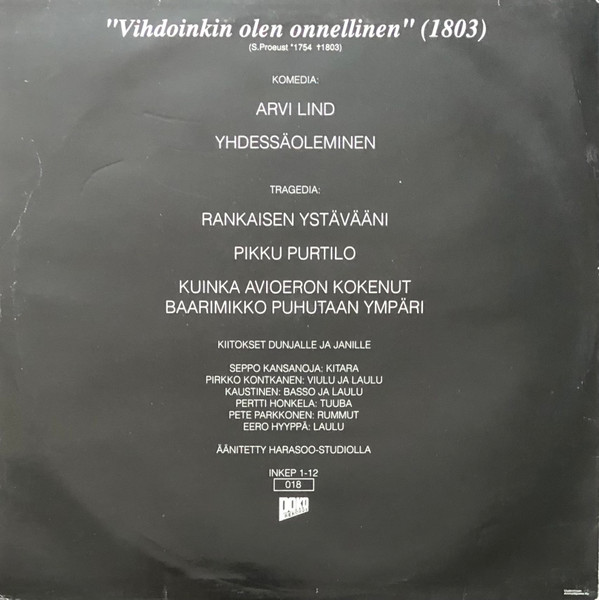 "Vihdoinkin olen onnellinen" (1803)
(S.Proeust *1754 †1803)
KOMEDIA:
ARVI LIND
YHDESSÄOLEMINEN
TRAGEDIA:
RANKAISEN YSTÄVÄÄNI
PIKKU PURTILO
KUINKA AVIOERON KOKENUT
BAARIMIKKO PUHUTAAN YMPÄRI
KIITOKSET DUNJALLE JA JANILLE
SEPPO KANSANOJA: KITARA
PIRKKO KONTKANEN: VIULU JA LAULU
KAUSTINEN: BASSO JA LAULU
PERTTI HONKELA: TUUBA
PETE PARKKONEN: RUMMUT
EERO HYYPPÄ: LAULU
ÄÄNITETTY HARASOO-STUDIOLLA
INKEP 1-12
018